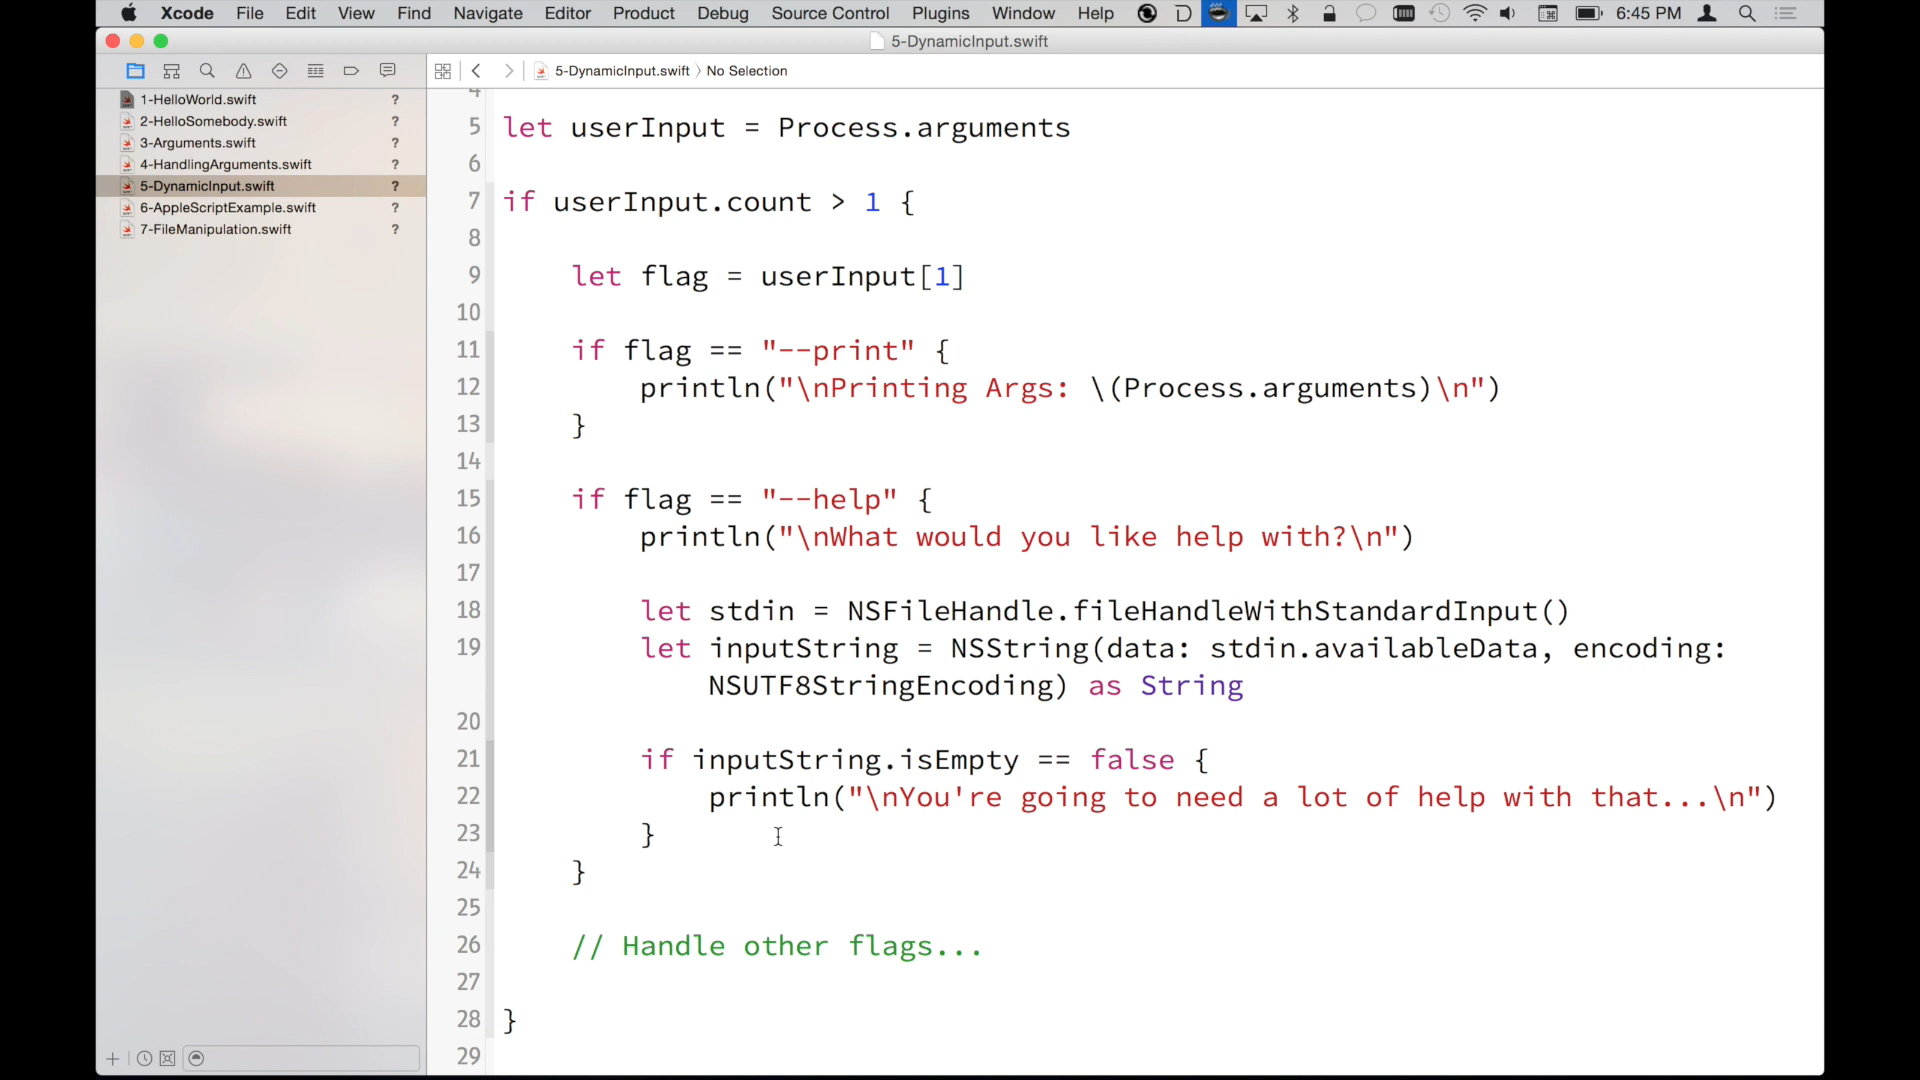 Xcode File Edit View Find Navigate Editor Product Debug Source Control Plugins Window Help 6:45 PM
5-DynamicInput.swift
5-DynamicInput.swift No Selection
1-HelloWorld.swift ?
2-HelloSomebody.swift ?
3-Arguments.swift ?
4-HandlingArguments.swift ?
5-DynamicInput.swift ?
6-AppleScriptExample.swift ?
7-FileManipulation.swift ?
4
5 let userInput = Process.arguments
6
7 if userInput.count > 1 {
8
9 let flag = userInput[1]
10
11 if flag == "--print" {
12 println("\nPrinting Args: \(Process.arguments)\n")
13 }
14
15 if flag == "--help" {
16 println("\nWhat would you like help with?\n")
17
18 let stdin = NSFileHandle.fileHandleWithStandardInput()
19 let inputString = NSString(data: stdin.availableData, encoding:
NSUTF8StringEncoding) as String
20
21 if inputString.isEmpty == false {
22 println("\nYou're going to need a lot of help with that...\n")
23 }
24 }
25
26 // Handle other flags...
27
28 }
29